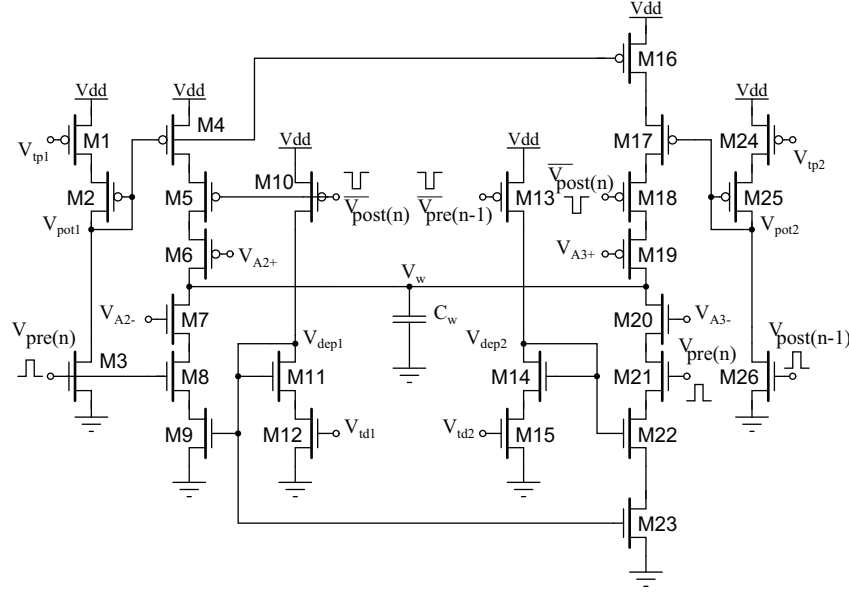 Vdd
M16
Vdd
Vdd
Vdd
M1
M4
Vdd
Vdd
M17
M24
Vtp1
Vtp2
M2
M5
M10
Vpost(n)
Vpre(n-1)
M13
Vpost(n)
M18
M25
Vpot1
Vpot2
M6
VA2+
VA3+
M19
Vw
VA2-
M7
Cw
M20
VA3-
Vpre(n)
M3
Vdep1
Vdep2
Vpre(n)
Vpost(n-1)
M8
M11
M14
M21
M26
M9
M12
Vtd1
Vtd2
M15
M22
M23